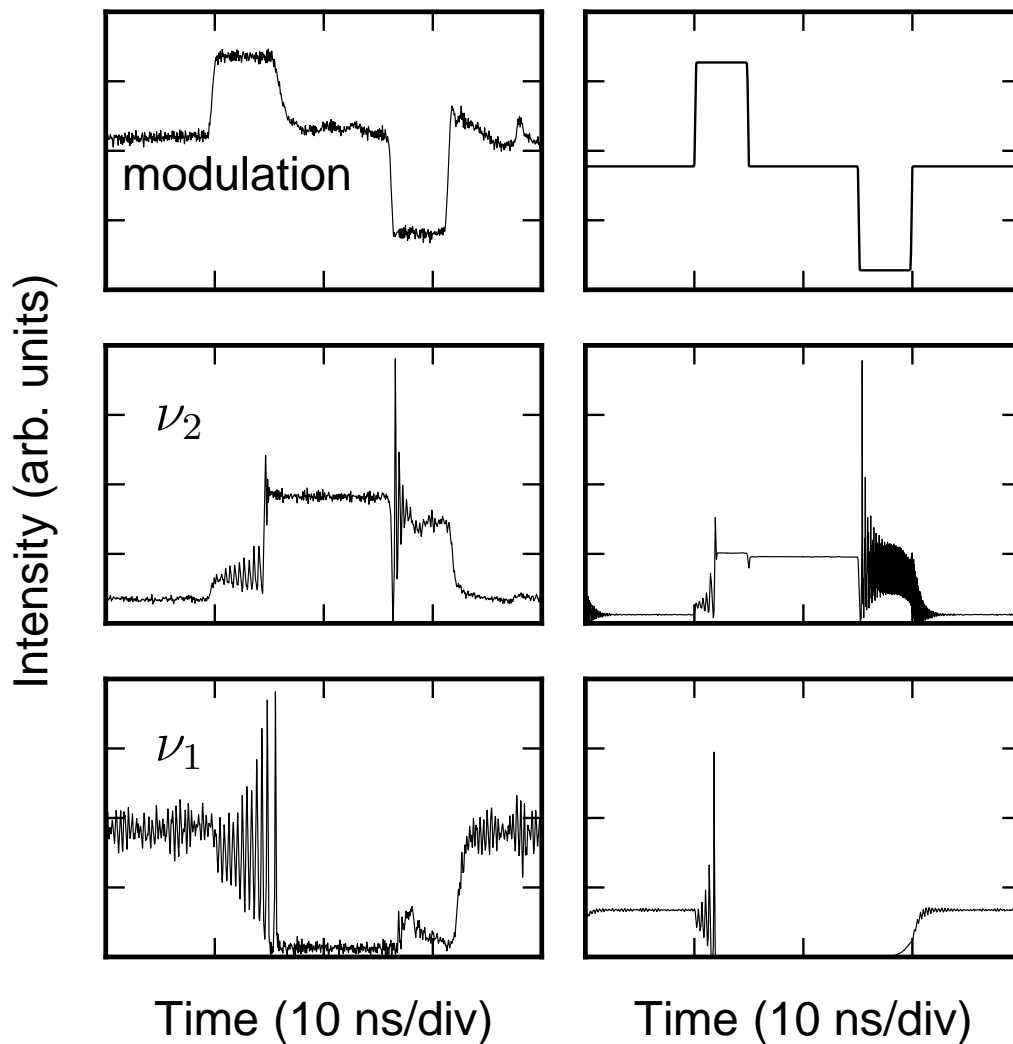 modulation
Intensity (arb. units)
ν₂
ν₁
Time (10 ns/div)
Time (10 ns/div)